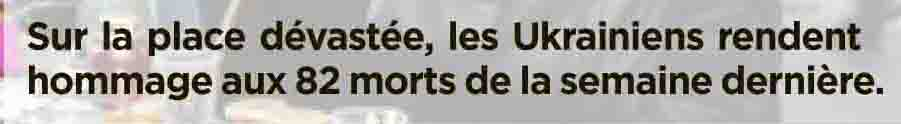 Sur la place dévastée, les Ukrainiens rendent
hommage aux 82 morts de la semaine dernière.